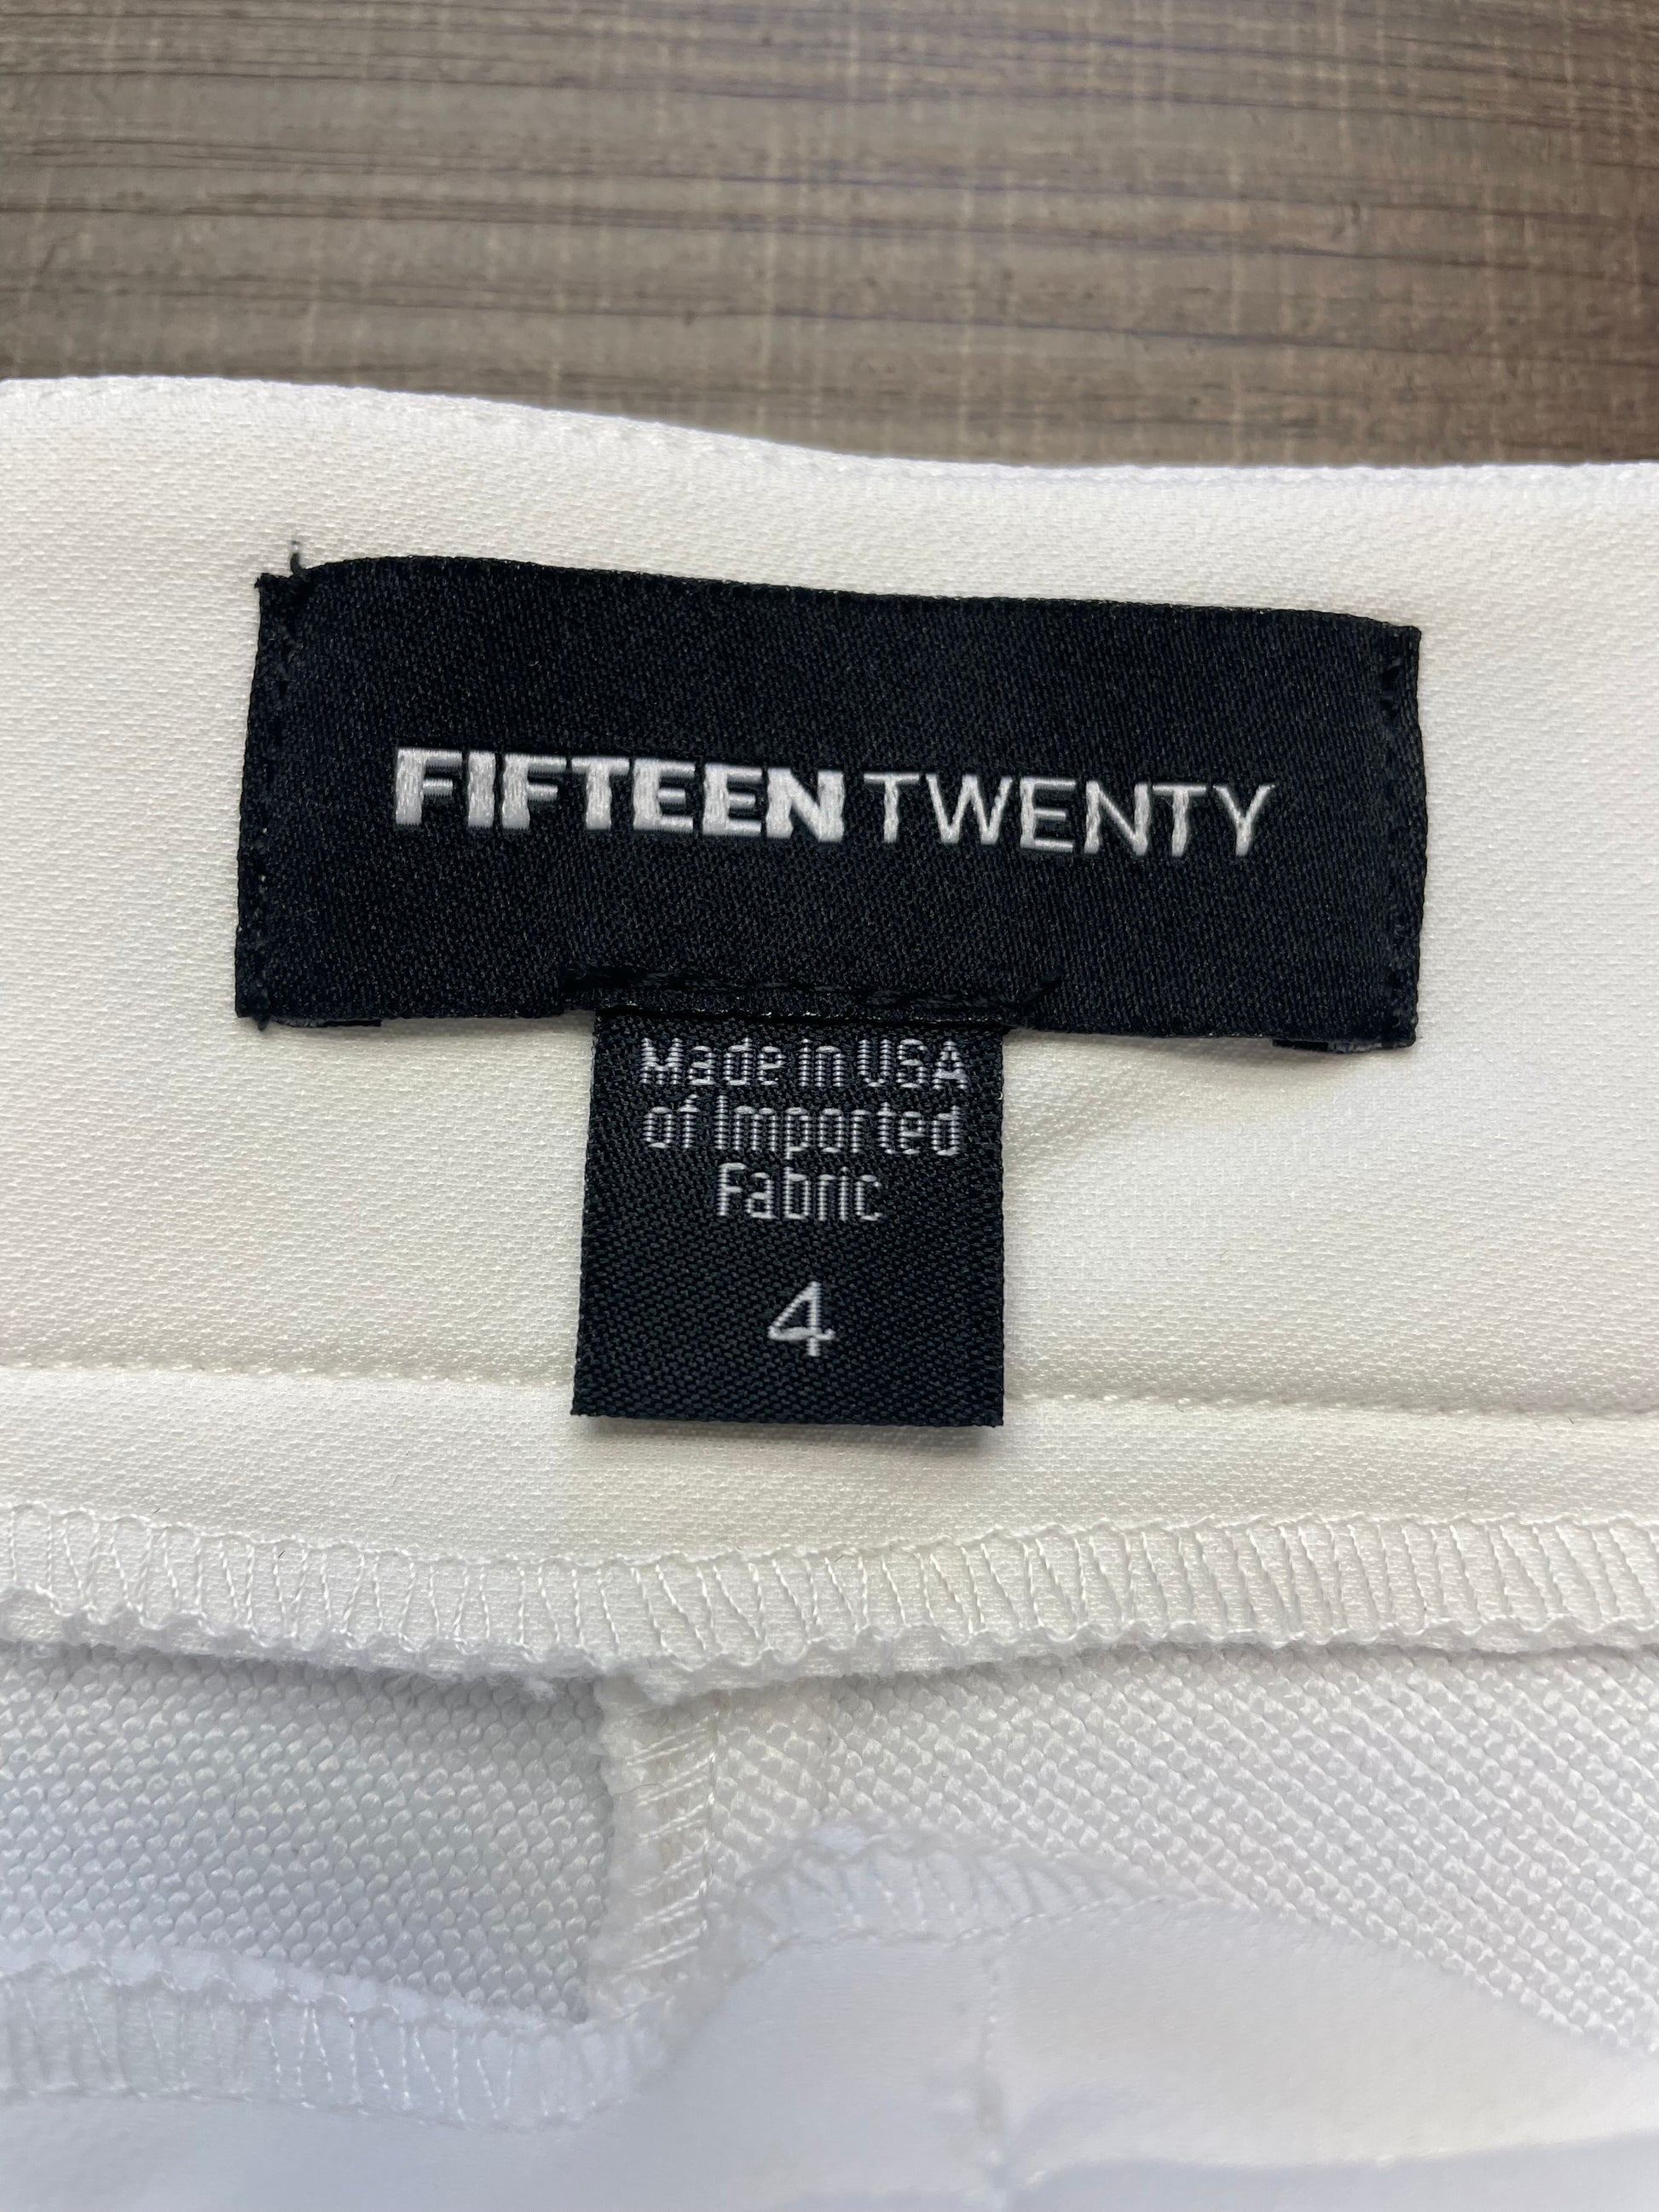 FIFTEEN TWENTY
Made in USA
of Imported
Fabric
4